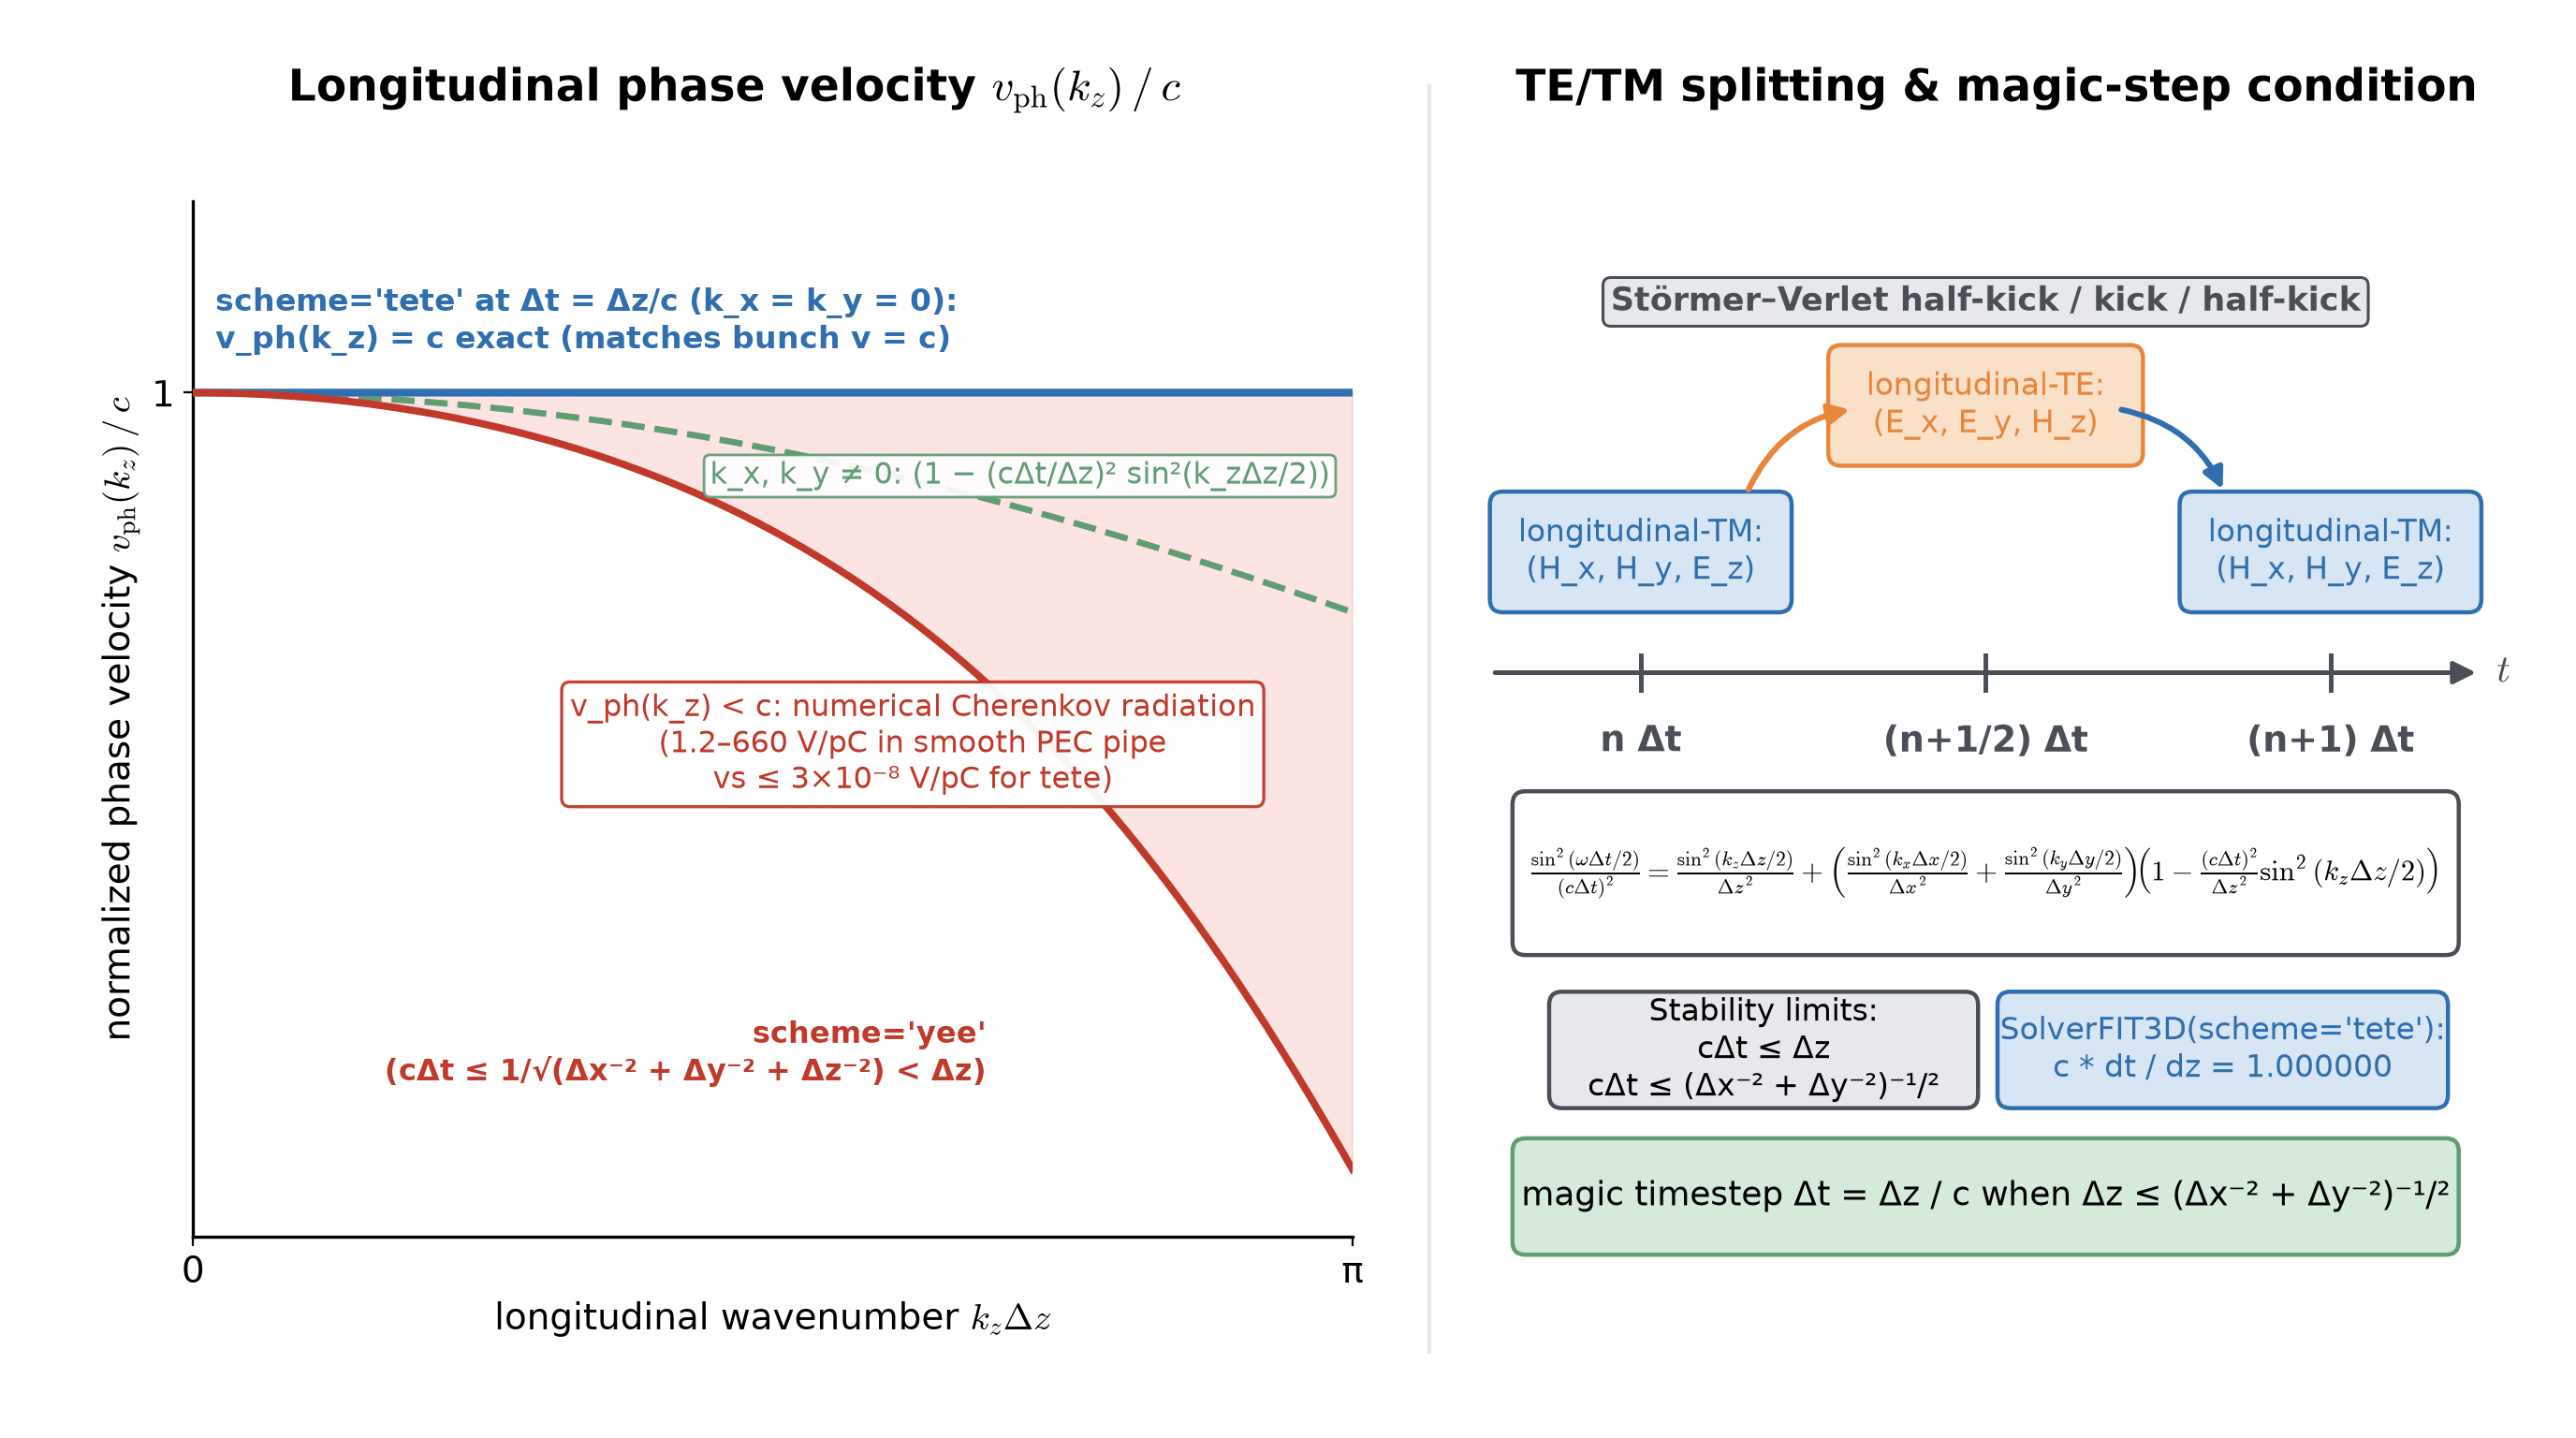 Longitudinal phase velocity v_ph(k_z) / c
scheme='tete' at Δt = Δz/c (k_x = k_y = 0):
v_ph(k_z) = c exact (matches bunch v = c)
1
k_x, k_y ≠ 0: (1 − (cΔt/Δz)² sin²(k_zΔz/2))
v_ph(k_z) < c: numerical Cherenkov radiation
(1.2–660 V/pC in smooth PEC pipe
vs ≤ 3×10⁻⁸ V/pC for tete)
scheme='yee'
(cΔt ≤ 1/√(Δx⁻² + Δy⁻² + Δz⁻²) < Δz)
normalized phase velocity v_ph(k_z) / c
0
π
longitudinal wavenumber k_zΔz
TE/TM splitting & magic-step condition
Störmer–Verlet half-kick / kick / half-kick
longitudinal-TE:
(E_x, E_y, H_z)
longitudinal-TM:
(H_x, H_y, E_z)
longitudinal-TM:
(H_x, H_y, E_z)
t
n Δt
(n+1/2) Δt
(n+1) Δt
sin² (ωΔt/2)/(cΔt)² = sin² (k_zΔz/2)/Δz² + (sin² (k_xΔx/2)/Δx² + sin² (k_yΔy/2)/Δy²)(1 − (cΔt)²/Δz² sin² (k_zΔz/2))
Stability limits:
cΔt ≤ Δz
cΔt ≤ (Δx⁻² + Δy⁻²)⁻¹/²
SolverFIT3D(scheme='tete'):
c * dt / dz = 1.000000
magic timestep Δt = Δz / c when Δz ≤ (Δx⁻² + Δy⁻²)⁻¹/²